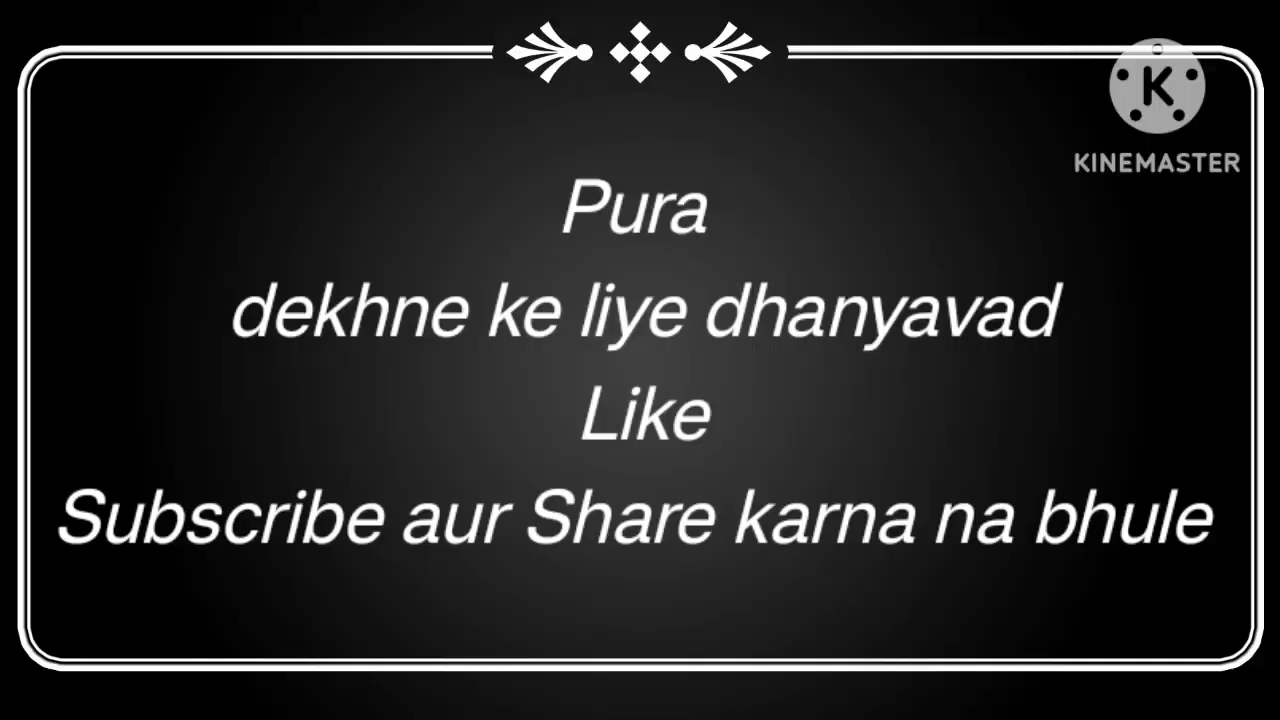 K
KINEMASTER
Pura
dekhne ke liye dhanyavad
Like
Subscribe aur Share karna na bhule